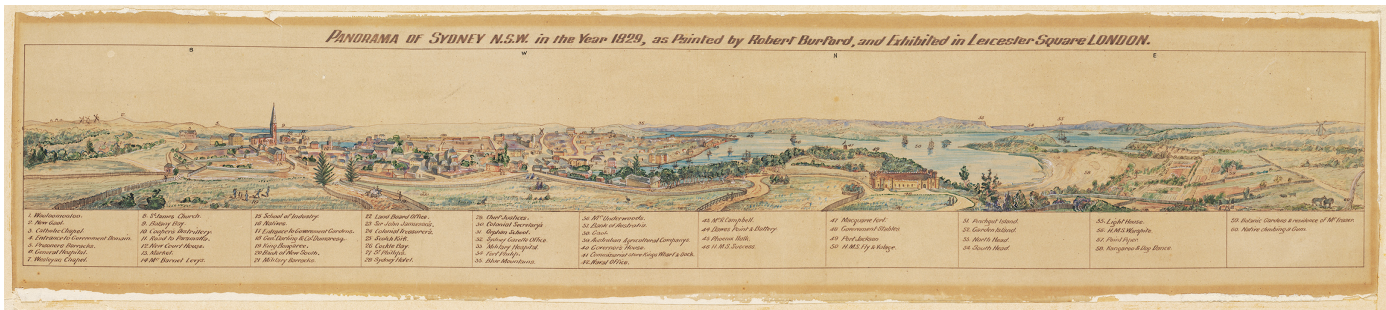 PANORAMA OF SYDNEY N.S.W. in the Year 1829, as Painted by Robert Burford, and Exhibited in Leicester Square LONDON.
S
W
N
E
1. Woolloomooloo.
2. New Gaol.
3. Catholic Chapel
4. Entrance to Government Domain.
5. Prisoners Barracks.
6. General Hospital.
7. Wesleyan Chapel.
8. St James Church.
9. Botany Bay.
10. Coopers Distillery.
11. Road to Paramatta.
12. New Court House.
13. Market.
14. Mr Barnet Levys.
15. School of Industry.
16. Natives.
17. Entrance to Government Gardens.
18. Govr Darling & Col Dumaresq.
19. King Bungaree.
20. Bank of New South.
21. Military Barracks.
22. Land Board Office.
23. Sir John Jamisons.
24. Colonial Treasurer's.
25. Scotch Kirk.
26. Cockle Bay.
27. St Phillips.
28. Sydney Hotel.
29. Chief Justices.
30. Colonial Secretary's
31. Orphan School.
32. Sydney Gazette Office
33. Military Hospital.
34. Fort Phillip.
35. Blue Mountains.
36. Mr Underwoods.
37. Bank of Australia.
38. Gaol.
39. Australian Agricultural Companys.
40. Governors House.
41. Commissariat store Kings Wharf & Dock.
42. Naval Office.
43. Mr R. Campbell.
44. Dawes Point & Battery.
45. Phoenix Hulk.
46. H.M.S. Success
47. Macquarie Fort.
48. Government Stables.
49. Port Jackson
50. H.M.S. Fly & Volage.
51. Pinchgut Island.
52. Garden Island.
53. North Head.
54. South Head.
55. Light House.
56. H.M.S. Warspite.
57. Point Piper.
58. Kangaroo & Dog Dance.
59. Botanic Gardens & residence of Mr Frazer.
60. Native climbing a Gum.